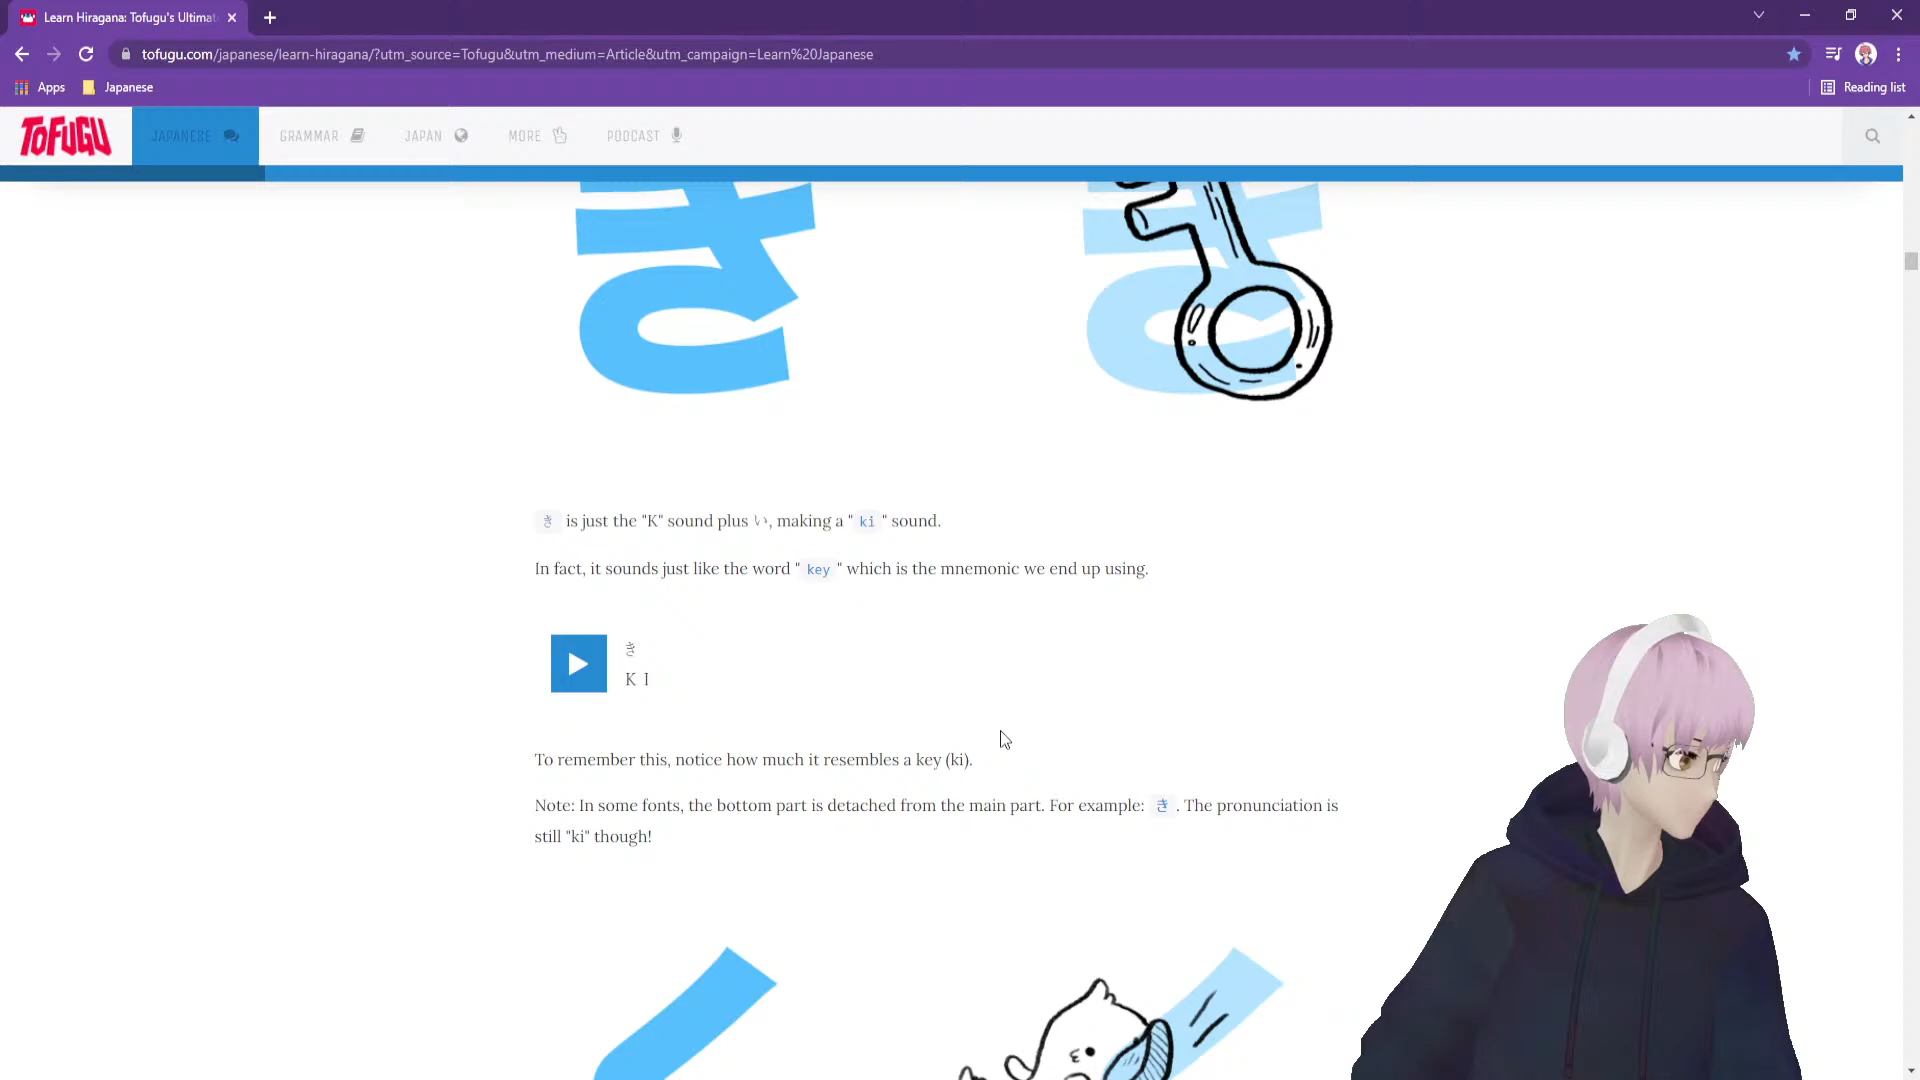 Learn Hiragana: Tofugu's Ultimat
tofugu.com/japanese/learn-hiragana/?utm_source=Tofugu&utm_medium=Article&utm_campaign=Learn%20Japanese
Apps Japanese Reading list
TOFUGU JAPANESE GRAMMAR JAPAN MORE PODCAST
き
き is just the "K" sound plus い, making a " ki " sound.
In fact, it sounds just like the word " key " which is the mnemonic we end up using.
き
K I
To remember this, notice how much it resembles a key (ki).
Note: In some fonts, the bottom part is detached from the main part. For example: き . The pronunciation is
still "ki" though!